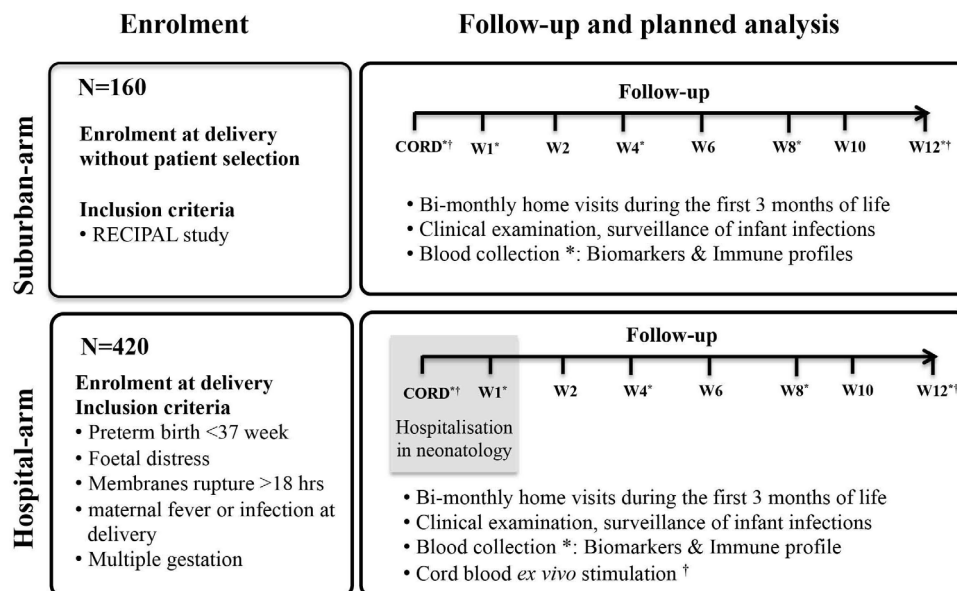 Enrolment
Follow-up and planned analysis
Suburban-arm
N=160
Enrolment at delivery
without patient selection
Inclusion criteria
• RECIPAL study
Follow-up
CORD*† W1* W2 W4* W6 W8* W10 W12*†
• Bi-monthly home visits during the first 3 months of life
• Clinical examination, surveillance of infant infections
• Blood collection *: Biomarkers & Immune profiles
Hospital-arm
N=420
Enrolment at delivery
Inclusion criteria
• Preterm birth <37 week
• Foetal distress
• Membranes rupture >18 hrs
• maternal fever or infection at
delivery
• Multiple gestation
Follow-up
CORD*† W1* W2 W4* W6 W8* W10 W12*†
Hospitalisation
in neonatology
• Bi-monthly home visits during the first 3 months of life
• Clinical examination, surveillance of infant infections
• Blood collection *: Biomarkers & Immune profile
• Cord blood ex vivo stimulation †